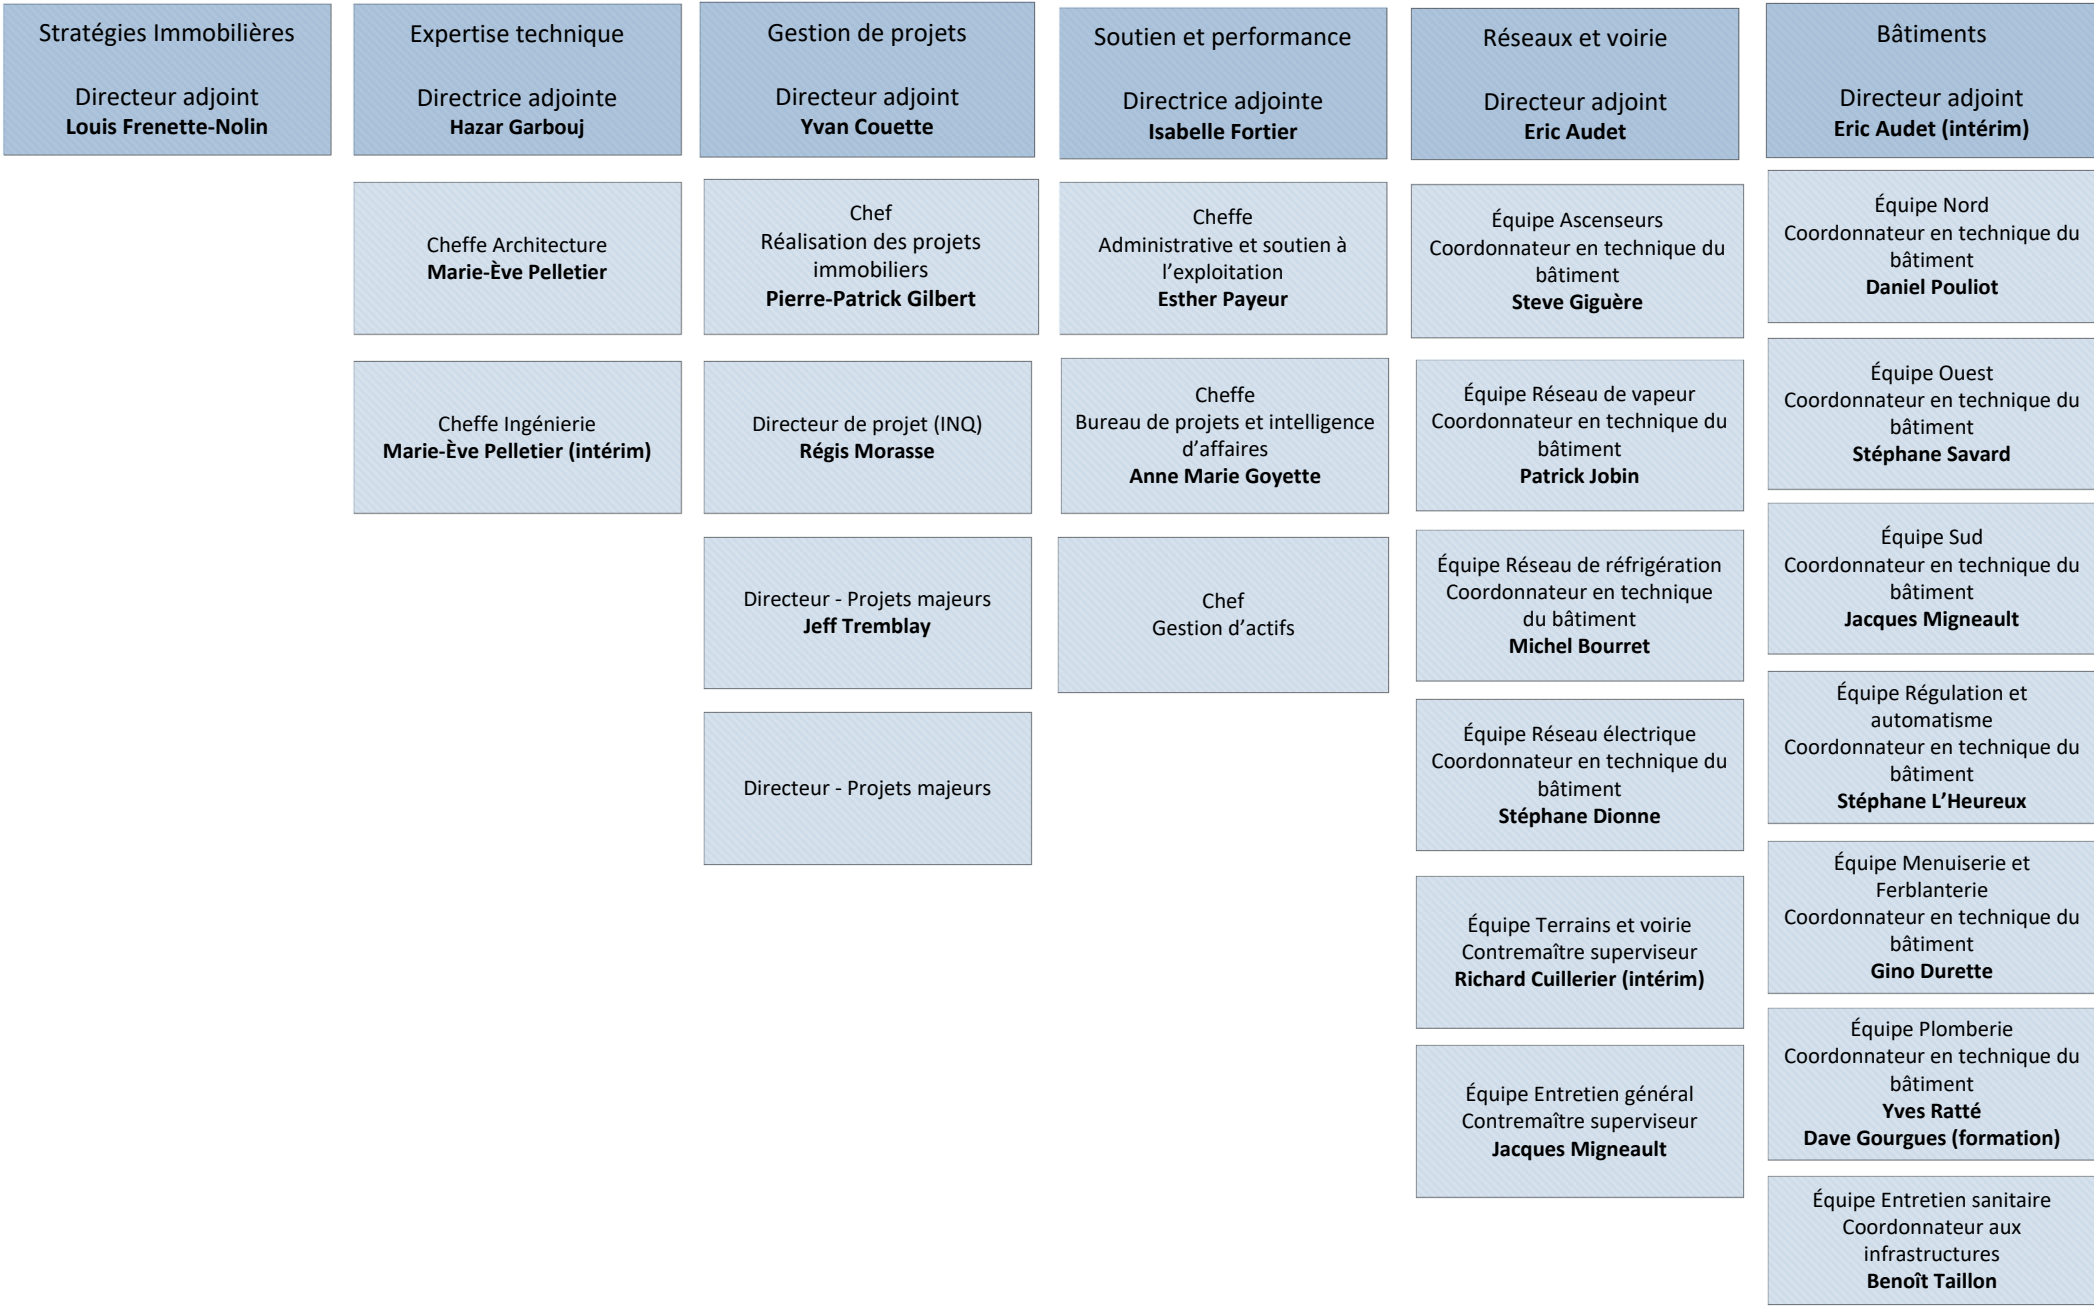 Stratégies Immobilières
Directeur adjoint
Louis Frenette-Nolin
Expertise technique
Directrice adjointe
Hazar Garbouj
Cheffe Architecture
Marie-Ève Pelletier
Cheffe Ingénierie
Marie-Ève Pelletier (intérim)
Gestion de projets
Directeur adjoint
Yvan Couette
Chef
Réalisation des projets
immobiliers
Pierre-Patrick Gilbert
Directeur de projet (INQ)
Régis Morasse
Directeur - Projets majeurs
Jeff Tremblay
Directeur - Projets majeurs
Soutien et performance
Directrice adjointe
Isabelle Fortier
Cheffe
Administrative et soutien à
l’exploitation
Esther Payeur
Cheffe
Bureau de projets et intelligence
d’affaires
Anne Marie Goyette
Chef
Gestion d’actifs
Réseaux et voirie
Directeur adjoint
Eric Audet
Équipe Ascenseurs
Coordonnateur en technique du
bâtiment
Steve Giguère
Équipe Réseau de vapeur
Coordonnateur en technique du
bâtiment
Patrick Jobin
Équipe Réseau de réfrigération
Coordonnateur en technique
du bâtiment
Michel Bourret
Équipe Réseau électrique
Coordonnateur en technique du
bâtiment
Stéphane Dionne
Équipe Terrains et voirie
Contremaître superviseur
Richard Cuillerier (intérim)
Équipe Entretien général
Contremaître superviseur
Jacques Migneault
Bâtiments
Directeur adjoint
Eric Audet (intérim)
Équipe Nord
Coordonnateur en technique du
bâtiment
Daniel Pouliot
Équipe Ouest
Coordonnateur en technique du
bâtiment
Stéphane Savard
Équipe Sud
Coordonnateur en technique du
bâtiment
Jacques Migneault
Équipe Régulation et
automatisme
Coordonnateur en technique du
bâtiment
Stéphane L’Heureux
Équipe Menuiserie et
Ferblanterie
Coordonnateur en technique du
bâtiment
Gino Durette
Équipe Plomberie
Coordonnateur en technique du
bâtiment
Yves Ratté
Dave Gourgues (formation)
Équipe Entretien sanitaire
Coordonnateur aux
infrastructures
Benoît Taillon